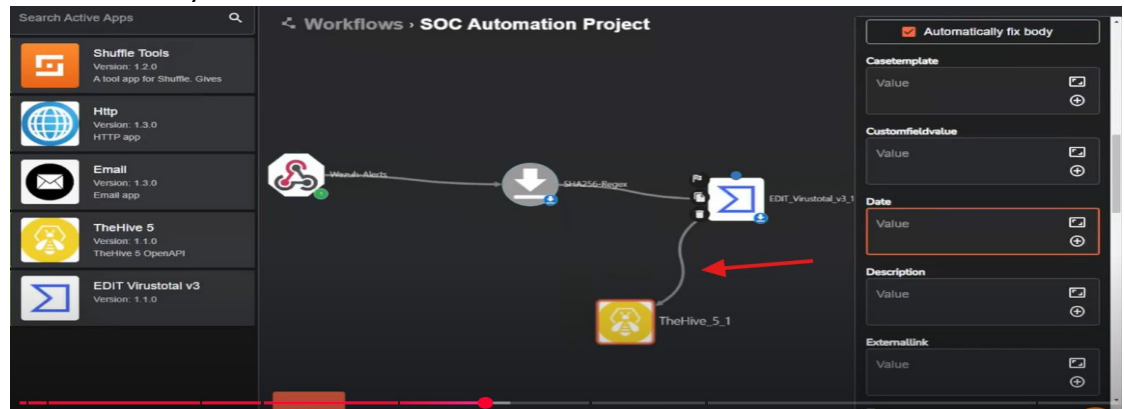 Search Active Apps
Workflows › SOC Automation Project
Shuffle Tools
Version: 1.2.0
A tool app for Shuffle. Gives
Http
Version: 1.3.0
HTTP app
Email
Version: 1.3.0
Email app
TheHive 5
Version: 1.1.0
TheHive 5 OpenAPI
EDIT Virustotal v3
Version: 1.1.0
Wazuh-Alerts
SHA256-Regex
EDIT_Virustotal_v3_1
TheHive_5_1
Automatically fix body
Casetemplate
Value
Customfieldvalue
Value
Date
Value
Description
Value
Externallink
Value